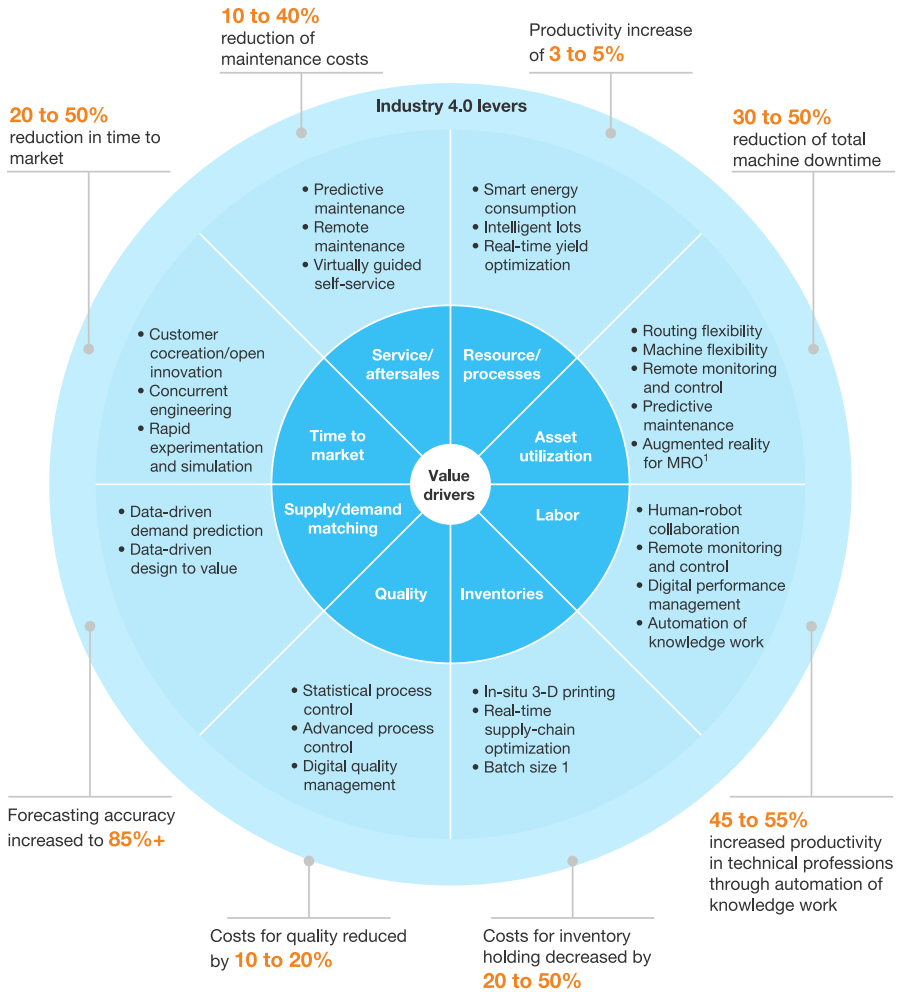 10 to 40%
reduction of
maintenance costs
Productivity increase
of 3 to 5%
20 to 50%
reduction in time to
market
Industry 4.0 levers
30 to 50%
reduction of total
machine downtime
• Predictive
maintenance
• Remote
maintenance
• Virtually guided
self-service
• Smart energy
consumption
• Intelligent lots
• Real-time yield
optimization
• Customer
cocreation/open
innovation
• Concurrent
engineering
• Rapid
experimentation
and simulation
Service/
aftersales
Resource/
processes
• Routing flexibility
• Machine flexibility
• Remote monitoring
and control
• Predictive
maintenance
• Augmented reality
for MRO¹
Time to
market
Asset
utilization
Value
drivers
Supply/demand
matching
Labor
• Data-driven
demand prediction
• Data-driven
design to value
• Human-robot
collaboration
• Remote monitoring
and control
• Digital performance
management
• Automation of
knowledge work
Quality
Inventories
• Statistical process
control
• Advanced process
control
• Digital quality
management
• In-situ 3-D printing
• Real-time
supply-chain
optimization
• Batch size 1
Forecasting accuracy
increased to 85%+
45 to 55%
increased productivity
in technical professions
through automation of
knowledge work
Costs for quality reduced
by 10 to 20%
Costs for inventory
holding decreased by
20 to 50%